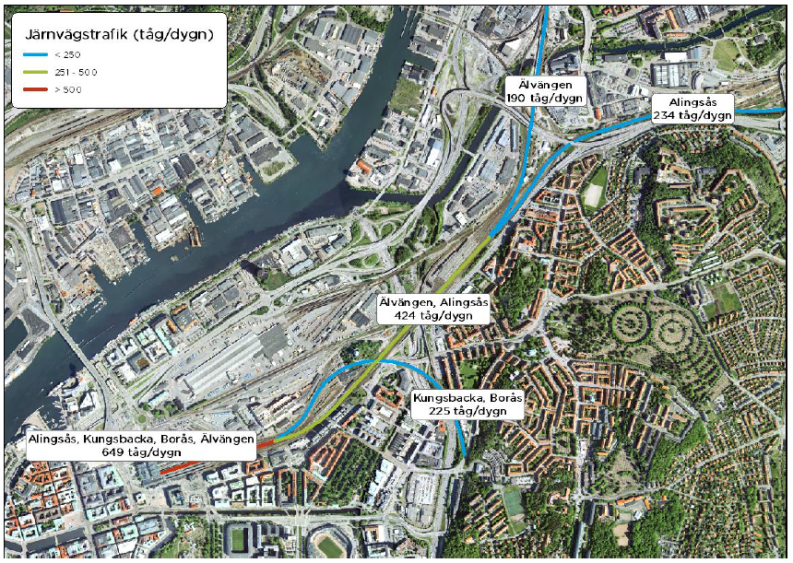 Järnvägstrafik (tåg/dygn)
< 250
251 - 500
> 500
Älvängen
190 tåg/dygn
Alingsås
234 tåg/dygn
Älvängen, Alingsås
424 tåg/dygn
Kungsbacka, Borås
225 tåg/dygn
Alingsås, Kungsbacka, Borås, Älvängen
649 tåg/dygn